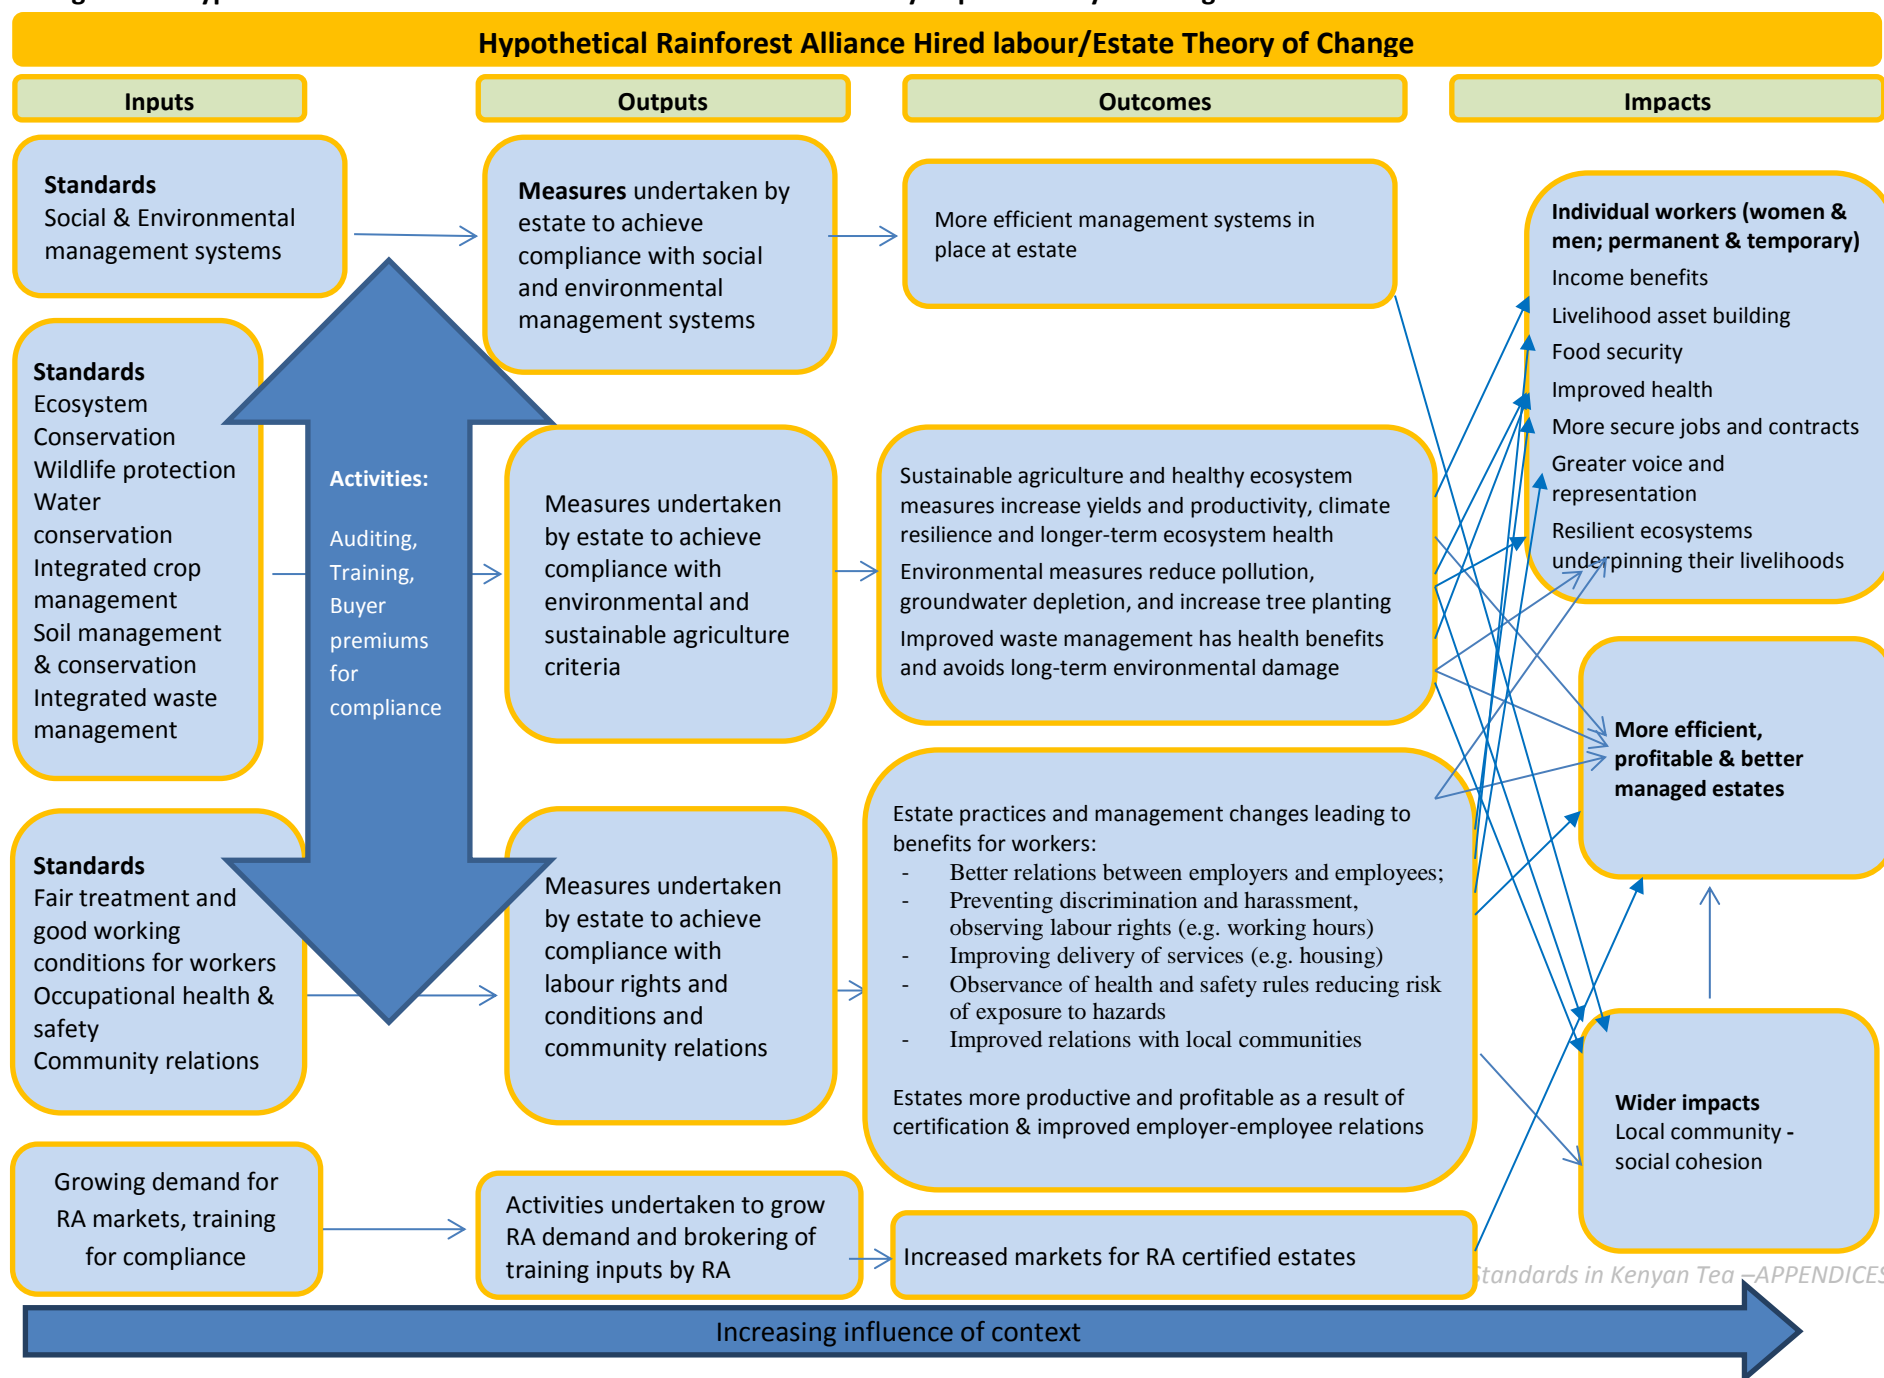 Hypothetical Rainforest Alliance Hired labour/Estate Theory of Change
Inputs
Outputs
Outcomes
Impacts
Standards
Social & Environmental
management systems
Measures undertaken by
estate to achieve
compliance with social
and environmental
management systems
More efficient management systems in
place at estate
Individual workers (women &
men; permanent & temporary)
Income benefits
Livelihood asset building
Food security
Improved health
More secure jobs and contracts
Greater voice and
representation
Resilient ecosystems
underpinning their livelihoods
Standards
Ecosystem
Conservation
Wildlife protection
Water
conservation
Integrated crop
management
Soil management
& conservation
Integrated waste
management
Activities:
Auditing,
Training,
Buyer
premiums
for
compliance
Measures undertaken
by estate to achieve
compliance with
environmental and
sustainable agriculture
criteria
Sustainable agriculture and healthy ecosystem
measures increase yields and productivity, climate
resilience and longer-term ecosystem health
Environmental measures reduce pollution,
groundwater depletion, and increase tree planting
Improved waste management has health benefits
and avoids long-term environmental damage
More efficient,
profitable & better
managed estates
Standards
Fair treatment and
good working
conditions for workers
Occupational health &
safety
Community relations
Measures undertaken
by estate to achieve
compliance with
labour rights and
conditions and
community relations
Estate practices and management changes leading to
benefits for workers:
- Better relations between employers and employees;
- Preventing discrimination and harassment,
observing labour rights (e.g. working hours)
- Improving delivery of services (e.g. housing)
- Observance of health and safety rules reducing risk
of exposure to hazards
- Improved relations with local communities
Estates more productive and profitable as a result of
certification & improved employer-employee relations
Wider impacts
Local community -
social cohesion
Growing demand for
RA markets, training
for compliance
Activities undertaken to grow
RA demand and brokering of
training inputs by RA
Increased markets for RA certified estates
Standards in Kenyan Tea –APPENDICES
Increasing influence of context